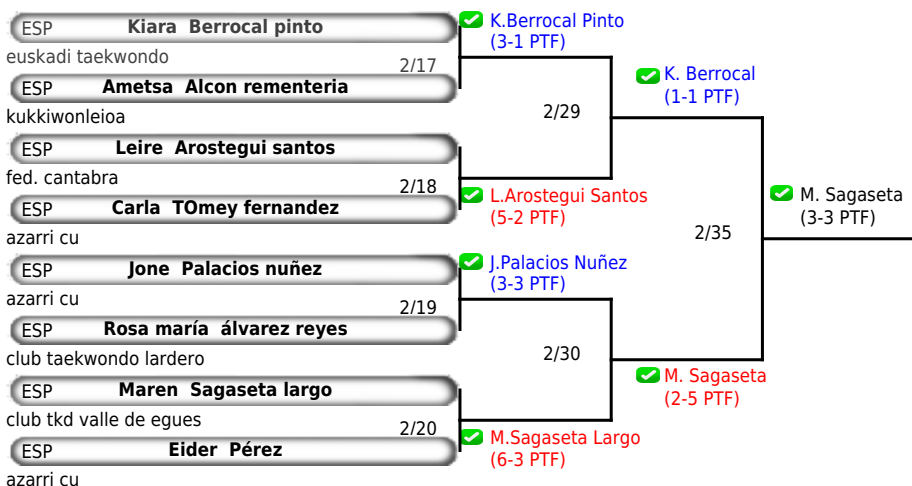 ESP Kiara Berrocal pinto
euskadi taekwondo
2/17
ESP Ametsa Alcon rementeria
kukkiwonleioa
ESP Leire Arostegui santos
fed. cantabra
2/18
ESP Carla TOmey fernandez
azarri cu
ESP Jone Palacios nuñez
azarri cu
2/19
ESP Rosa maría álvarez reyes
club taekwondo lardero
ESP Maren Sagaseta largo
club tkd valle de egues
2/20
ESP Eider Pérez
azarri cu
K.Berrocal Pinto
(3-1 PTF)
2/29
L.Arostegui Santos
(5-2 PTF)
J.Palacios Nuñez
(3-3 PTF)
2/30
M.Sagaseta Largo
(6-3 PTF)
K. Berrocal
(1-1 PTF)
2/35
M. Sagaseta
(2-5 PTF)
M. Sagaseta
(3-3 PTF)